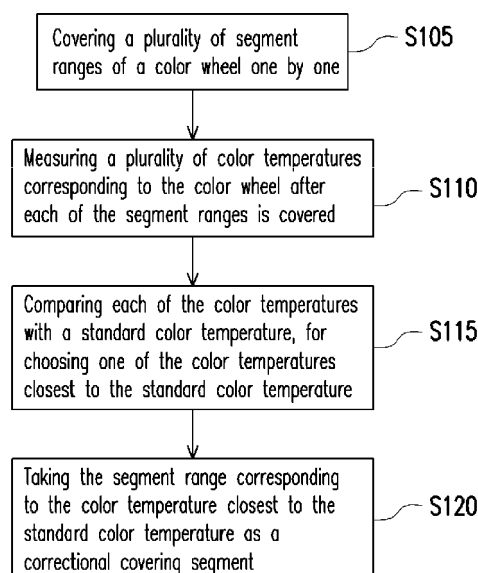 Covering a plurality of segment
ranges of a color wheel one by one
S105
Measuring a plurality of color temperatures
corresponding to the color wheel after
each of the segment ranges is covered
S110
Comparing each of the color temperatures
with a standard color temperature, for
choosing one of the color temperatures
closest to the standard color temperature
S115
Taking the segment range corresponding
to the color temperature closest to the
standard color temperature as a
correctional covering segment
S120